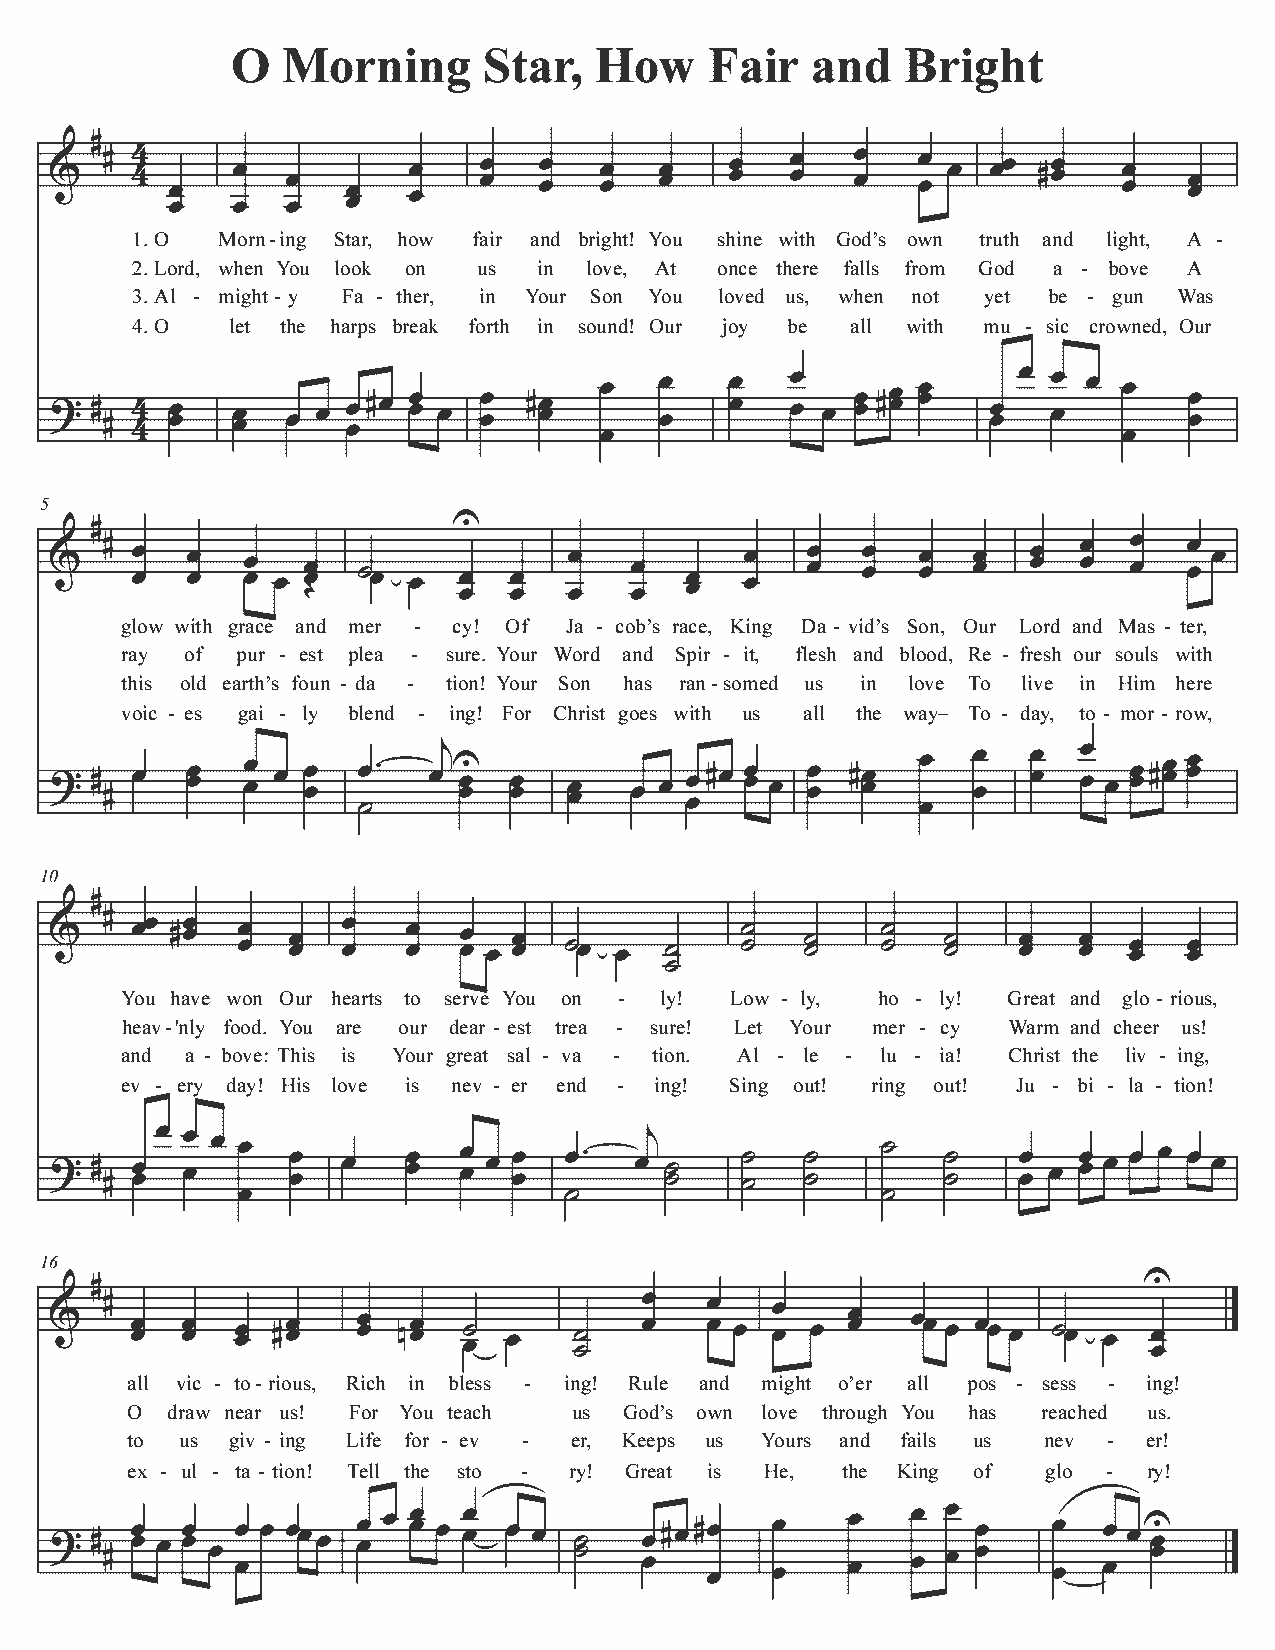 O Morning Star, How Fair and Bright
1. O Morn - ing Star, how fair and bright! You shine with God’s own truth and light, A -
2. Lord, when You look on us in love, At once there falls from God a - bove A
3. Al - might - y Fa - ther, in Your Son You loved us, when not yet be - gun Was
4. O let the harps break forth in sound! Our joy be all with mu - sic crowned, Our
5
glow with grace and mer - cy! Of Ja - cob’s race, King Da - vid’s Son, Our Lord and Mas - ter,
ray of pur - est plea - sure. Your Word and Spir - it, flesh and blood, Re - fresh our souls with
this old earth’s foun - da - tion! Your Son has ran - somed us in love To live in Him here
voic - es gai - ly blend - ing! For Christ goes with us all the way– To - day, to - mor - row,
10
You have won Our hearts to serve You on - ly! Low - ly, ho - ly! Great and glo - rious,
heav - 'nly food. You are our dear - est trea - sure! Let Your mer - cy Warm and cheer us!
and a - bove: This is Your great sal - va - tion. Al - le - lu - ia! Christ the liv - ing,
ev - ery day! His love is nev - er end - ing! Sing out! ring out! Ju - bi - la - tion!
16
all vic - to - rious, Rich in bless - ing! Rule and might o’er all pos - sess - ing!
O draw near us! For You teach us God’s own love through You has reached us.
to us giv - ing Life for - ev - er, Keeps us Yours and fails us nev - er!
ex - ul - ta - tion! Tell the sto - ry! Great is He, the King of glo - ry!